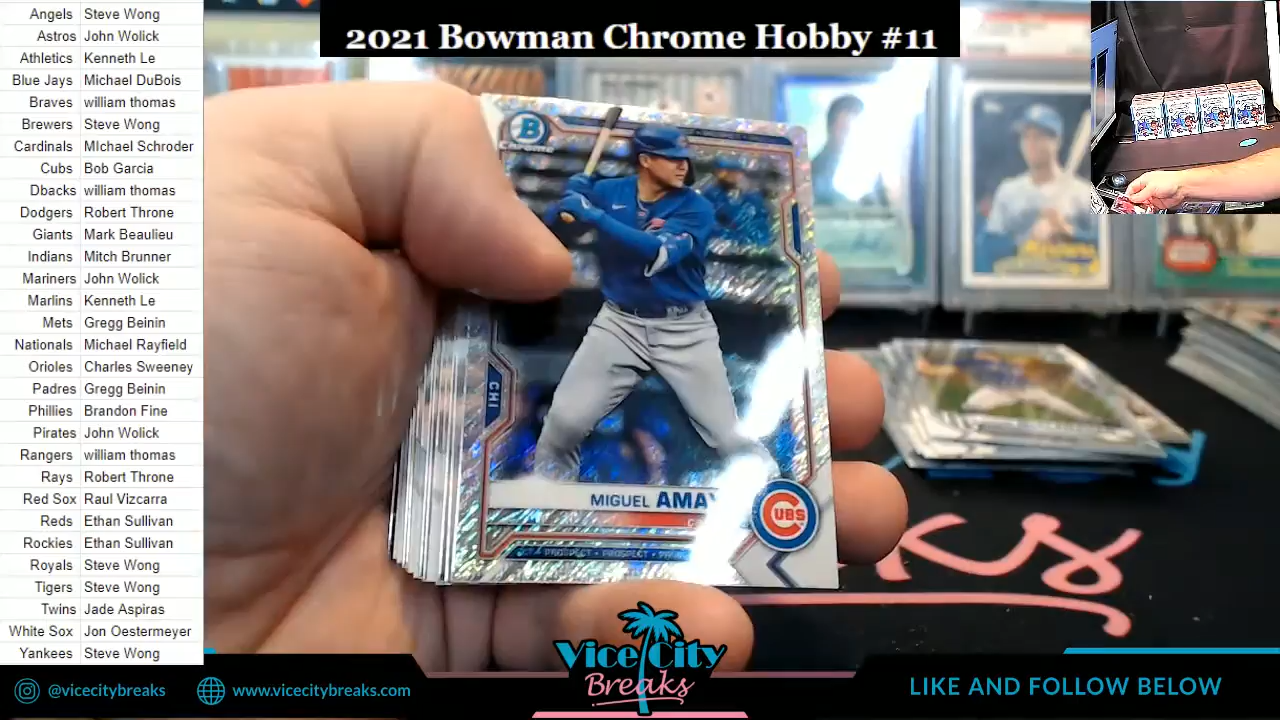 2021 Bowman Chrome Hobby #11
Angels Steve Wong
Astros John Wolick
Athletics Kenneth Le
Blue Jays Michael DuBois
Braves william thomas
Brewers Steve Wong
Cardinals MIchael Schroder
Cubs Bob Garcia
Dbacks william thomas
Dodgers Robert Throne
Giants Mark Beaulieu
Indians Mitch Brunner
Mariners John Wolick
Marlins Kenneth Le
Mets Gregg Beinin
Nationals Michael Rayfield
Orioles Charles Sweeney
Padres Gregg Beinin
Phillies Brandon Fine
Pirates John Wolick
Rangers william thomas
Rays Robert Throne
Red Sox Raul Vizcarra
Reds Ethan Sullivan
Rockies Ethan Sullivan
Royals Steve Wong
Tigers Steve Wong
Twins Jade Aspiras
White Sox Jon Oestermeyer
Yankees Steve Wong
B
Chrome
CHI
MIGUEL AMA
CUBS
PROSPECT • PROSPECT
@vicecitybreaks
www.vicecitybreaks.com
Vice City
Breaks
LIKE AND FOLLOW BELOW